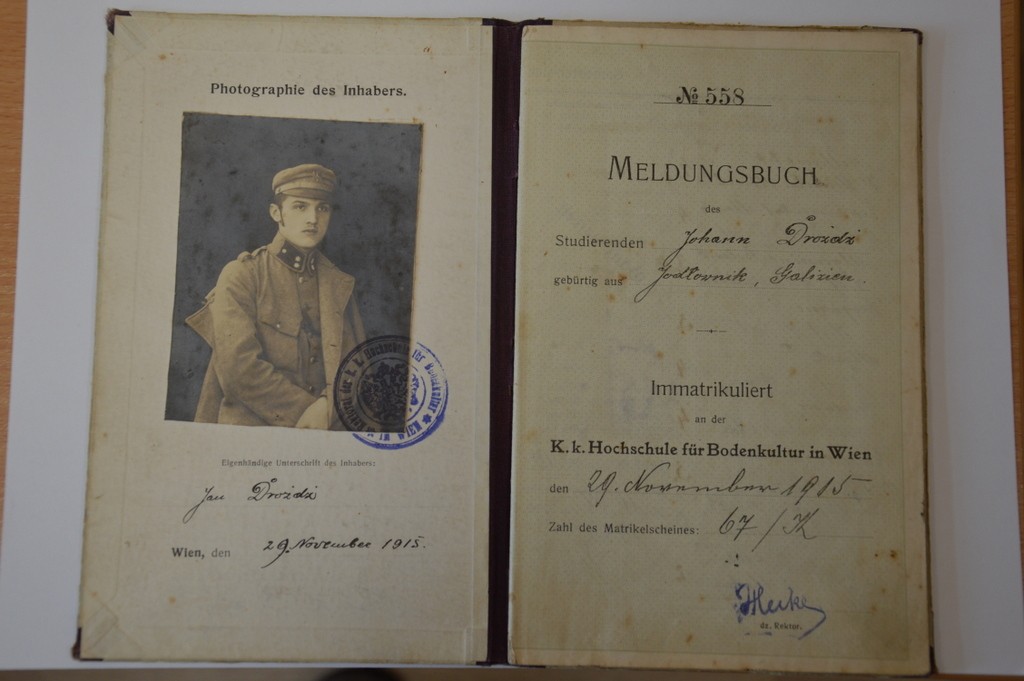 Photographie des Inhabers.
Eigenhändige Unterschrift des Inhabers:
Jan Drożdż
Wien, den 29. November 1915.
№ 558
MELDUNGSBUCH
des
Studierenden Johann Drożdż
gebürtig aus Jodłownik, Galizien.
Immatrikuliert
an der
K. k. Hochschule für Bodenkultur in Wien
den 29. November 1915
Zahl des Matrikelscheines: 67/K
dz. Rektor.